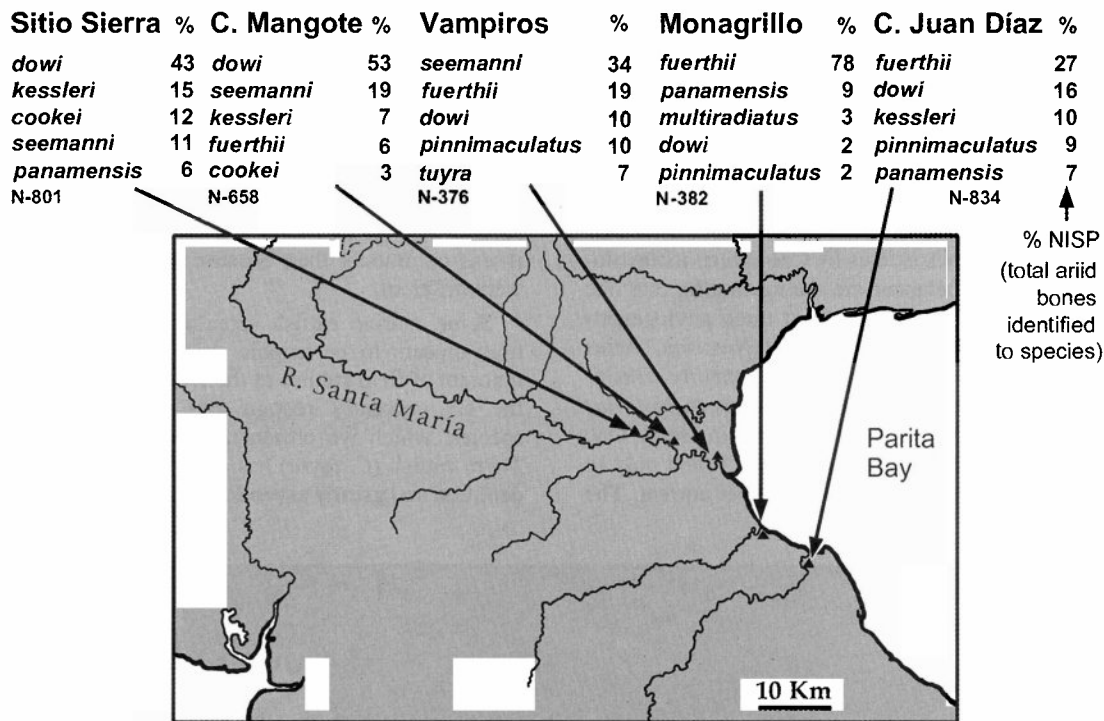 Sitio Sierra % C. Mangote % Vampiros % Monagrillo % C. Juan Díaz %
dowi 43 dowi 53 seemanni 34 fuerthii 78 fuerthii 27
kessleri 15 seemanni 19 fuerthii 19 panamensis 9 dowi 16
cookei 12 kessleri 7 dowi 10 multiradiatus 3 kessleri 10
seemanni 11 fuerthii 6 pinnimaculatus 10 dowi 2 pinnimaculatus 9
panamensis 6 cookei 3 tuyra 7 pinnimaculatus 2 panamensis 7
N-801 N-658 N-376 N-382 N-834
% NISP
(total ariid
bones
identified
to species)
R. Santa María
Parita
Bay
10 Km